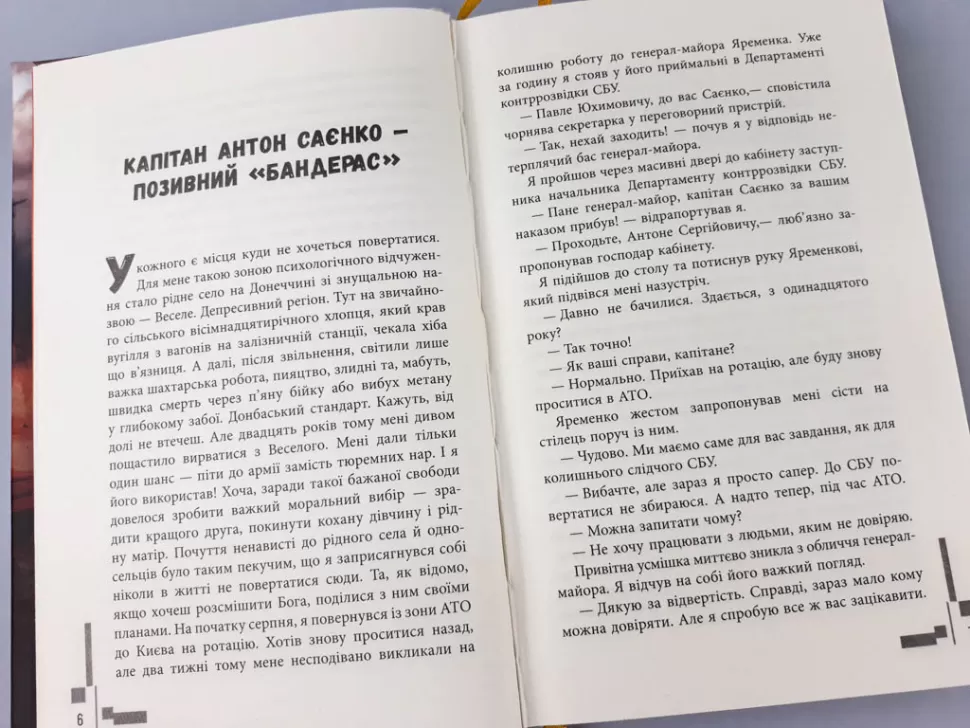 КАПІТАН АНТОН САЄНКО –
ПОЗИВНИЙ «БАНДЕРАС»
У кожного є місця куди не хочеться повертатися.
Для мене такою зоною психологічного відчужен-
ня стало рідне село на Донеччині зі знущальною на-
звою — Веселе. Депресивний регіон. Тут на звичайно-
го сільського вісімнадцятирічного хлопця, який крав
вугілля з вагонів на залізничній станції, чекала хіба
що в'язниця. А далі, після звільнення, світили лише
важка шахтарська робота, пияцтво, злидні та, мабуть,
швидка смерть через п'яну бійку або вибух метану
у глибокому забої. Донбаський стандарт. Кажуть, від
долі не втечеш. Але двадцять років тому мені дивом
пощастило вирватися з Веселого. Мені дали тільки
один шанс — піти до армії замість тюремних нар. І я
його використав! Хоча, заради такої бажаної свободи
довелося зробити важкий моральний вибір — зра-
дити кращого друга, покинути кохану дівчину і рід-
ну матір. Почуття ненависті до рідного села й одно-
сельців було таким пекучим, що я заприсягнувся собі
ніколи в житті не повертатися сюди. Та, як відомо,
якщо хочеш розсмішити Бога, поділися з ним своїми
планами. На початку серпня, я повернувся із зони АТО
до Києва на ротацію. Хотів знову проситися назад,
але два тижні тому мене несподівано викликали на
6
колишню роботу до генерал-майора Яременка. Уже
за годину я стояв у його приймальні в Департаменті
контррозвідки СБУ.
— Павле Юхимовичу, до вас Саєнко,— сповістила
чорнява секретарка у переговорний пристрій.
— Так, нехай заходить! — почув я у відповідь не-
терплячий бас генерал-майора.
Я пройшов через масивні двері до кабінету заступ-
ника начальника Департаменту контррозвідки СБУ.
— Пане генерал-майор, капітан Саєнко за вашим
наказом прибув! — відрапортував я.
— Проходьте, Антоне Сергійовичу,— люб'язно за-
пропонував господар кабінету.
Я підійшов до столу та потиснув руку Яременкові,
який підвівся мені назустріч.
— Давно не бачилися. Здається, з одинадцятого
року?
— Так точно!
— Як ваші справи, капітане?
— Нормально. Приїхав на ротацію, але буду знову
проситися в АТО.
Яременко жестом запропонував мені сісти на
стілець поруч із ним.
— Чудово. Ми маємо саме для вас завдання, як для
колишнього слідчого СБУ.
— Вибачте, але зараз я просто сапер. До СБУ по-
вертатися не збираюся. А надто тепер, під час АТО.
— Можна запитати чому?
— Не хочу працювати з людьми, яким не довіряю.
Привітна усмішка миттєво зникла з обличчя генерал-
майора. Я відчув на собі його важкий погляд.
— Дякую за відвертість. Справді, зараз мало кому
можна довіряти. Але я спробую все ж вас зацікавити.